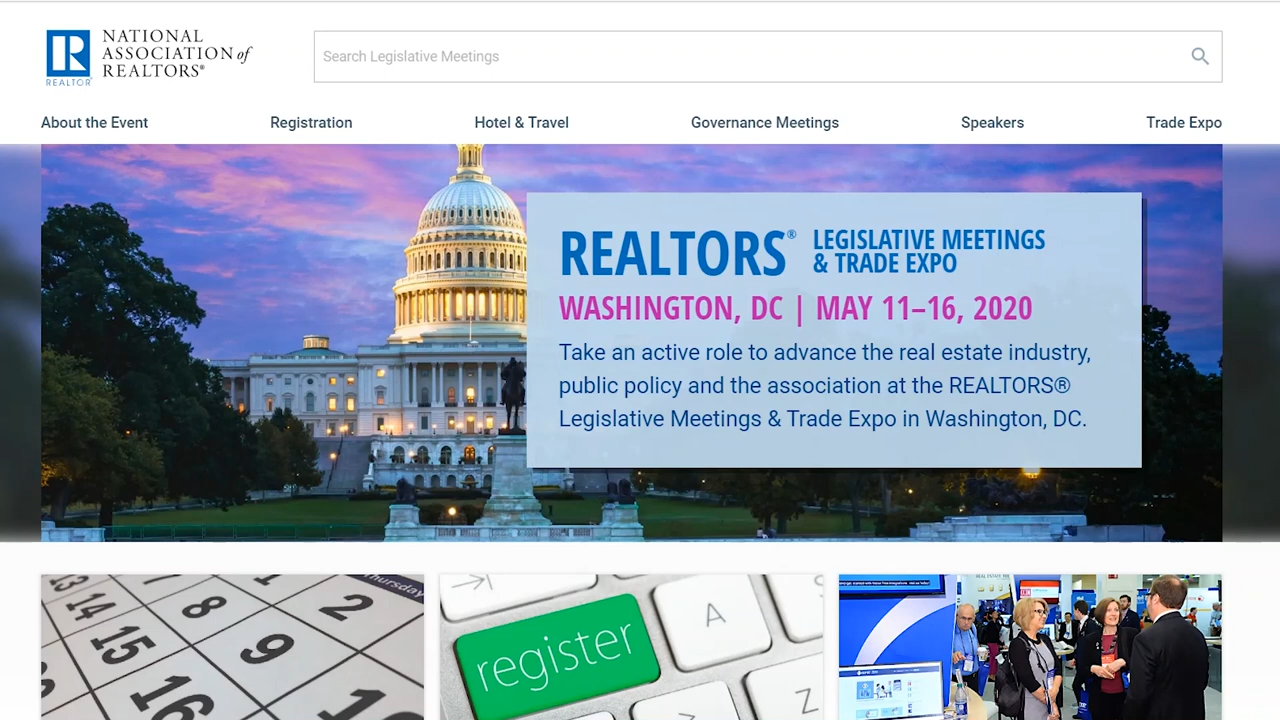 NATIONAL
ASSOCIATION of
REALTORS®
REALTOR®
Search Legislative Meetings
About the Event
Registration
Hotel & Travel
Governance Meetings
Speakers
Trade Expo
REALTORS®
LEGISLATIVE MEETINGS
& TRADE EXPO
WASHINGTON, DC | MAY 11–16, 2020
Take an active role to advance the real estate industry,
public policy and the association at the REALTORS®
Legislative Meetings & Trade Expo in Washington, DC.
Thursday
13
7
1
14
8
2
15
9
16
register
A
Z